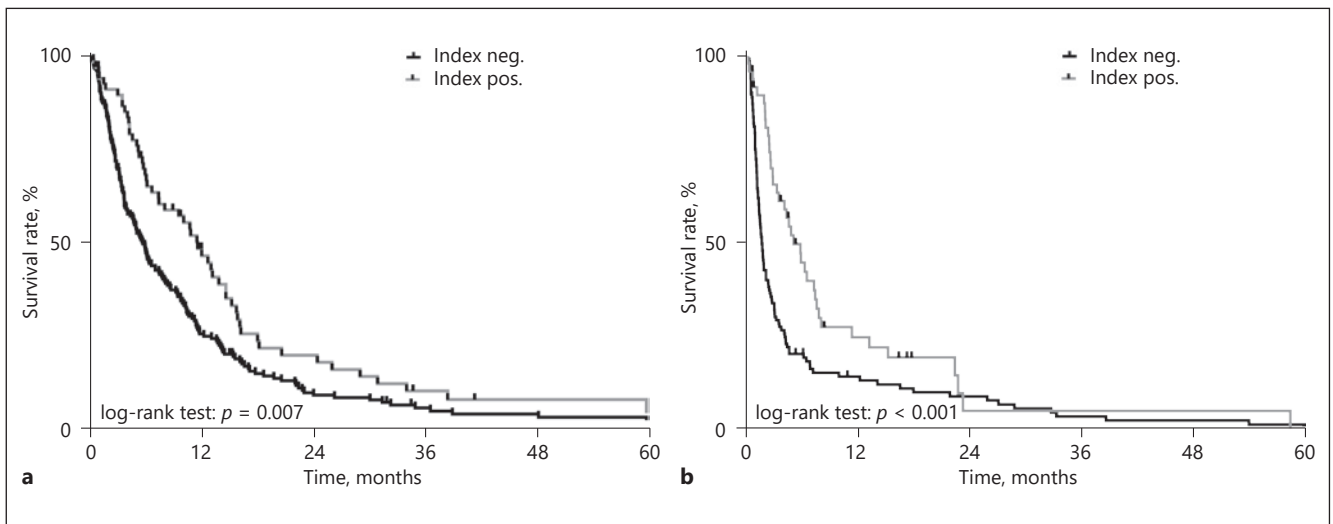 100
50
0
Survival rate, %
Index neg.
Index pos.
log-rank test: p = 0.007
0 12 24 36 48 60
Time, months
a
100
50
0
Survival rate, %
Index neg.
Index pos.
log-rank test: p < 0.001
0 12 24 36 48 60
Time, months
b